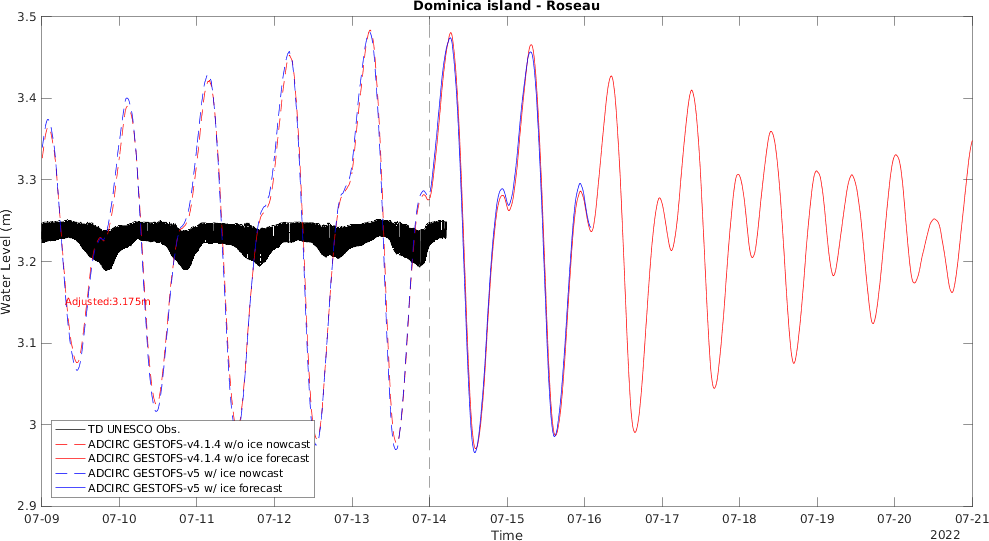 Dominica island - Roseau
3.5
3.4
3.3
3.2
3.1
3
2.9
Water Level (m)
Adjusted:3.175m
TD UNESCO Obs.
ADCIRC GESTOFS-v4.1.4 w/o ice nowcast
ADCIRC GESTOFS-v4.1.4 w/o ice forecast
ADCIRC GESTOFS-v5 w/ ice nowcast
ADCIRC GESTOFS-v5 w/ ice forecast
07-09 07-10 07-11 07-12 07-13 07-14 07-15 07-16 07-17 07-18 07-19 07-20 07-21
Time
2022